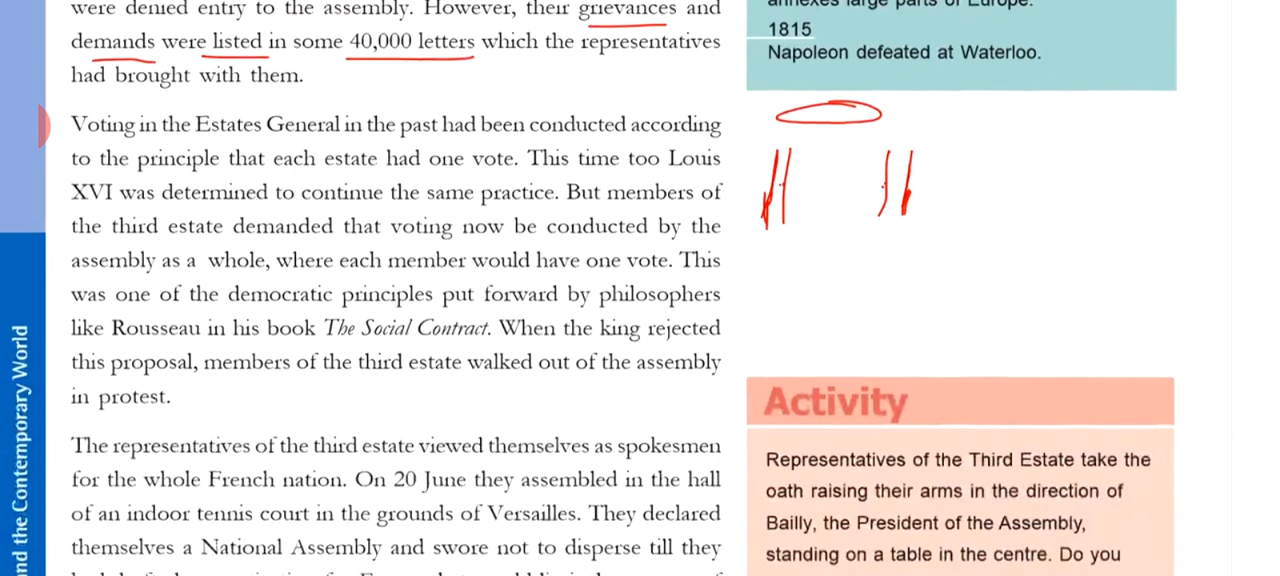 were denied entry to the assembly. However, their grievances and
demands were listed in some 40,000 letters which the representatives
had brought with them.
Voting in the Estates General in the past had been conducted according
to the principle that each estate had one vote. This time too Louis
XVI was determined to continue the same practice. But members of
the third estate demanded that voting now be conducted by the
assembly as a whole, where each member would have one vote. This
was one of the democratic principles put forward by philosophers
like Rousseau in his book The Social Contract. When the king rejected
this proposal, members of the third estate walked out of the assembly
in protest.
The representatives of the third estate viewed themselves as spokesmen
for the whole French nation. On 20 June they assembled in the hall
of an indoor tennis court in the grounds of Versailles. They declared
themselves a National Assembly and swore not to disperse till they
annexes large parts of Europe.
1815
Napoleon defeated at Waterloo.
Activity
Representatives of the Third Estate take the
oath raising their arms in the direction of
Bailly, the President of the Assembly,
standing on a table in the centre. Do you
and the Contemporary World